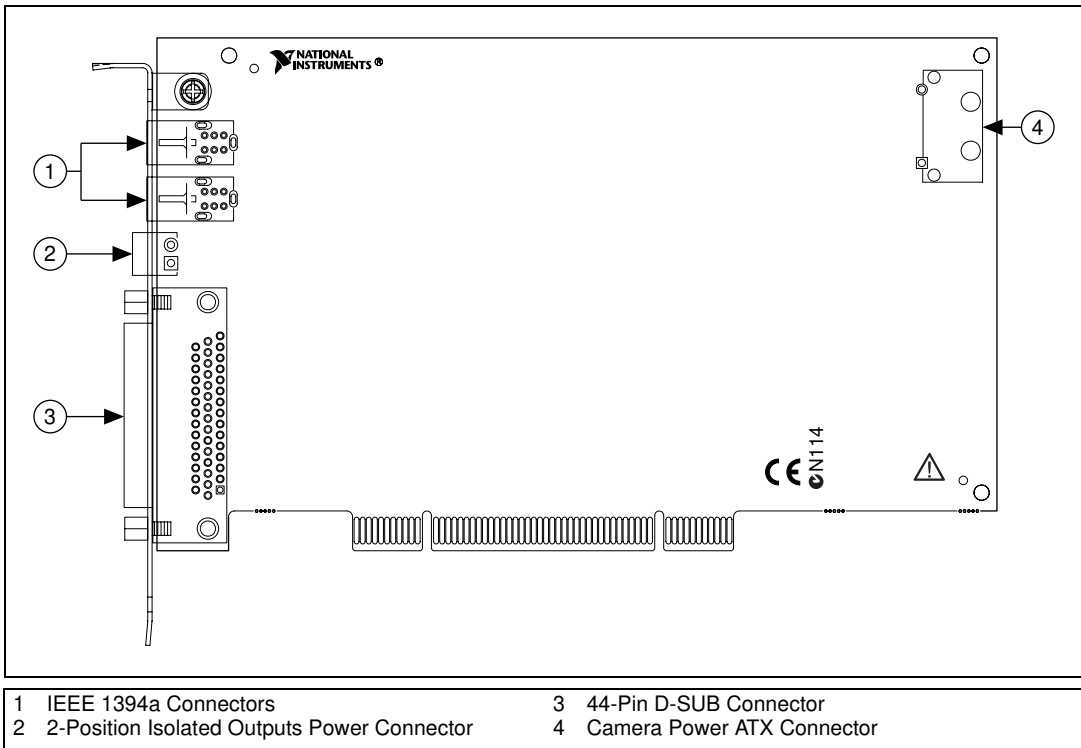 NATIONAL
INSTRUMENTS ®
1
2
3
4
CE
N114
1 IEEE 1394a Connectors
2 2-Position Isolated Outputs Power Connector
3 44-Pin D-SUB Connector
4 Camera Power ATX Connector